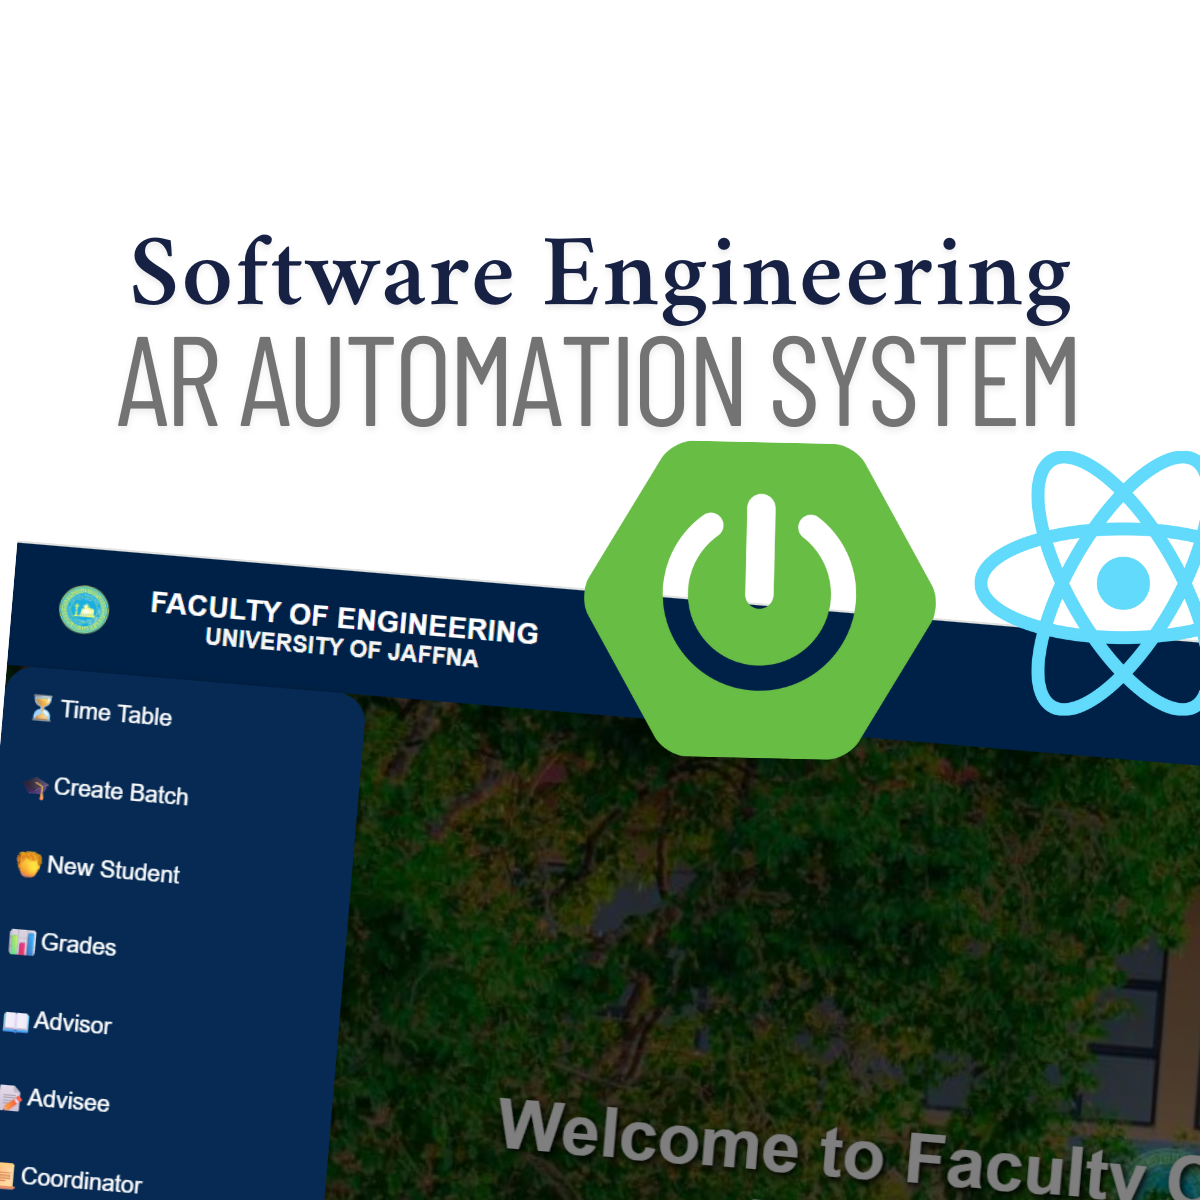 Software Engineering
AR AUTOMATION SYSTEM
FACULTY OF ENGINEERING
UNIVERSITY OF JAFFNA
Time Table
Create Batch
New Student
Grades
Advisor
Advisee
Coordinator
Welcome to Faculty